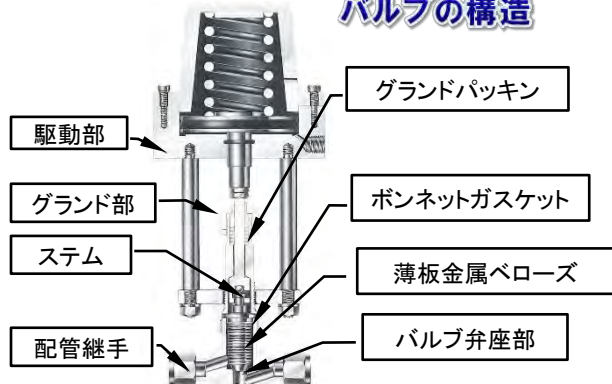 バルブの構造
グランドパッキン
駆動部
グランド部
ボンネットガスケット
ステム
薄板金属ベローズ
配管継手
バルブ弁座部